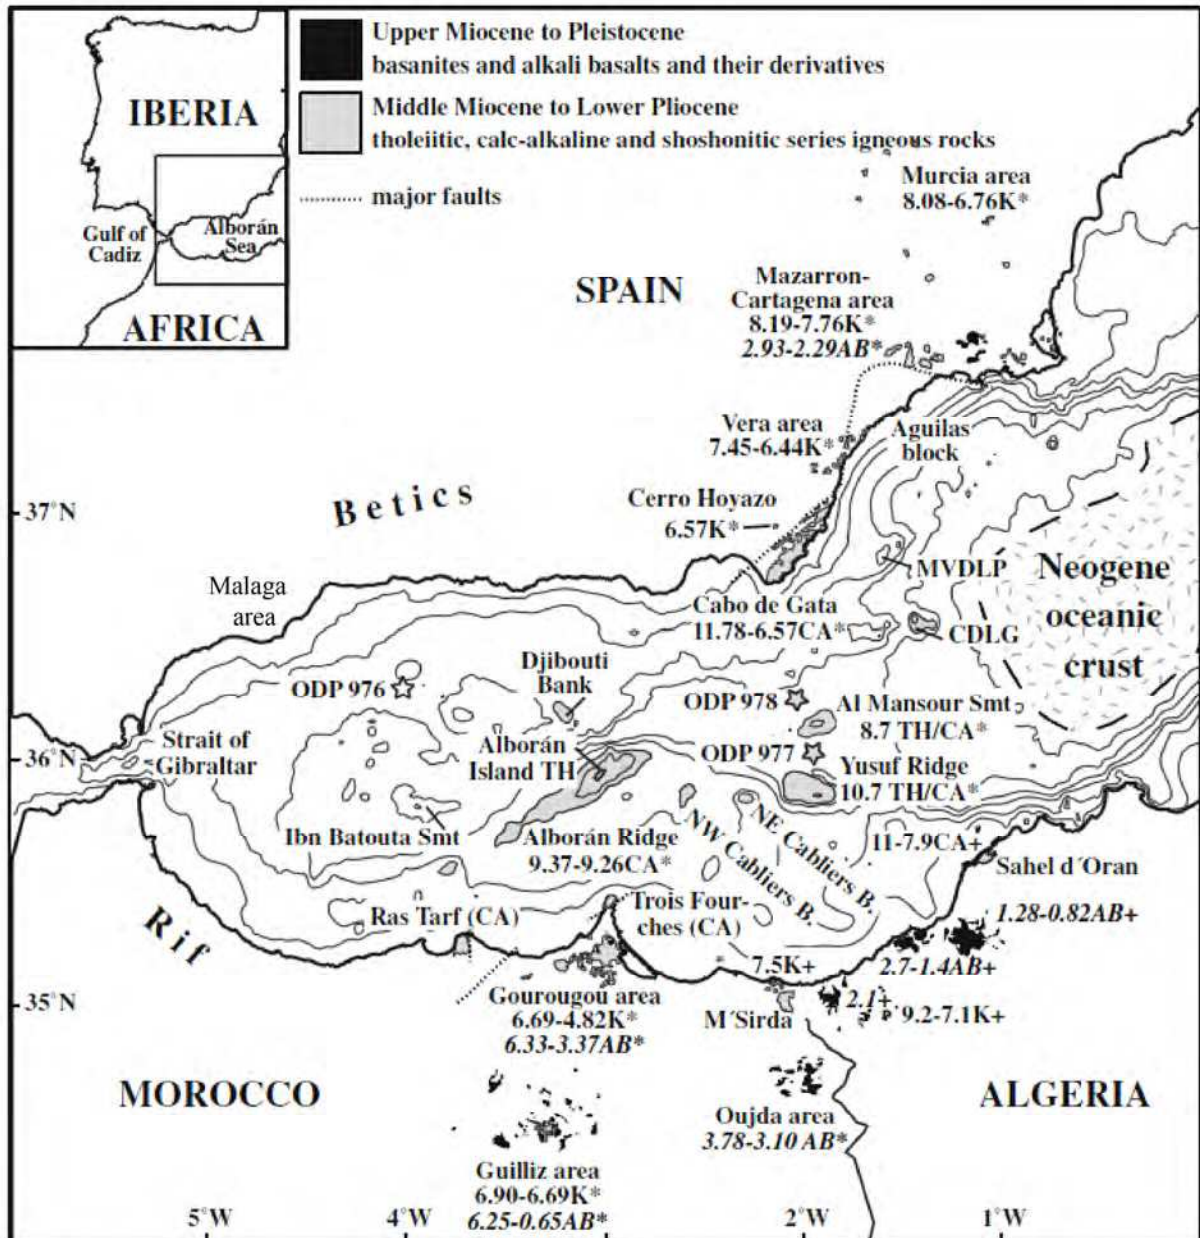 IBERIA
Gulf of
Cadiz
Alborán
Sea
AFRICA
Upper Miocene to Pleistocene
basanites and alkali basalts and their derivatives
Middle Miocene to Lower Pliocene
tholeiitic, calc-alkaline and shoshonitic series igneous rocks
major faults
Murcia area
8.08-6.76K*
SPAIN
Mazarron-
Cartagena area
8.19-7.76K*
2.93-2.29AB*
Vera area
7.45-6.44K*
Aguilas
block
Betics
Cerro Hoyazo
6.57K*
37°N
Malaga
area
MVDLP
Neogene
oceanic
crust
Cabo de Gata
11.78-6.57CA*
CDLG
Djibouti
Bank
ODP 976
ODP 978
Al Mansour Smt
8.7 TH/CA*
Strait of
Gibraltar
36°N
Alborán
Island TH
ODP 977
Yusuf Ridge
10.7 TH/CA*
Ibn Batouta Smt
Alborán Ridge
9.37-9.26CA*
NW Cabliers B.
NE Cabliers B.
11-7.9CA+
Sahel d´Oran
Rif
Ras Tarf (CA)
Trois Four-
ches (CA)
1.28-0.82AB+
7.5K+
2.7-1.4AB+
35°N
Gourougou area
6.69-4.82K*
6.33-3.37AB*
M´Sirda
2.1+
9.2-7.1K+
MOROCCO
ALGERIA
Oujda area
3.78-3.10 AB*
Guilliz area
6.90-6.69K*
6.25-0.65AB*
5°W
4°W
2°W
1°W